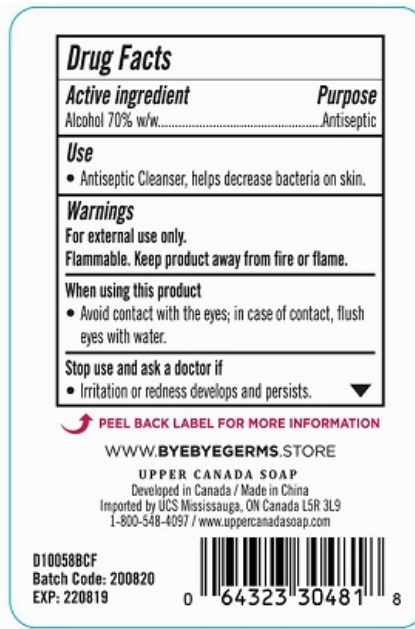 Drug Facts
Active ingredient Purpose
Alcohol 70% w/w..................................................Antiseptic
Use
• Antiseptic Cleanser, helps decrease bacteria on skin.
Warnings
For external use only.
Flammable. Keep product away from fire or flame.
When using this product
• Avoid contact with the eyes; in case of contact, flush
eyes with water.
Stop use and ask a doctor if
• Irritation or redness develops and persists.
PEEL BACK LABEL FOR MORE INFORMATION
WWW.BYEBYEGERMS.STORE
UPPER CANADA SOAP
Developed in Canada / Made in China
Imported by UCS Mississauga, ON Canada L5R 3L9
1-800-548-4097 / www.uppercanadasoap.com
D10058BCF
Batch Code: 200820
EXP: 220819
0 64323 30481 8